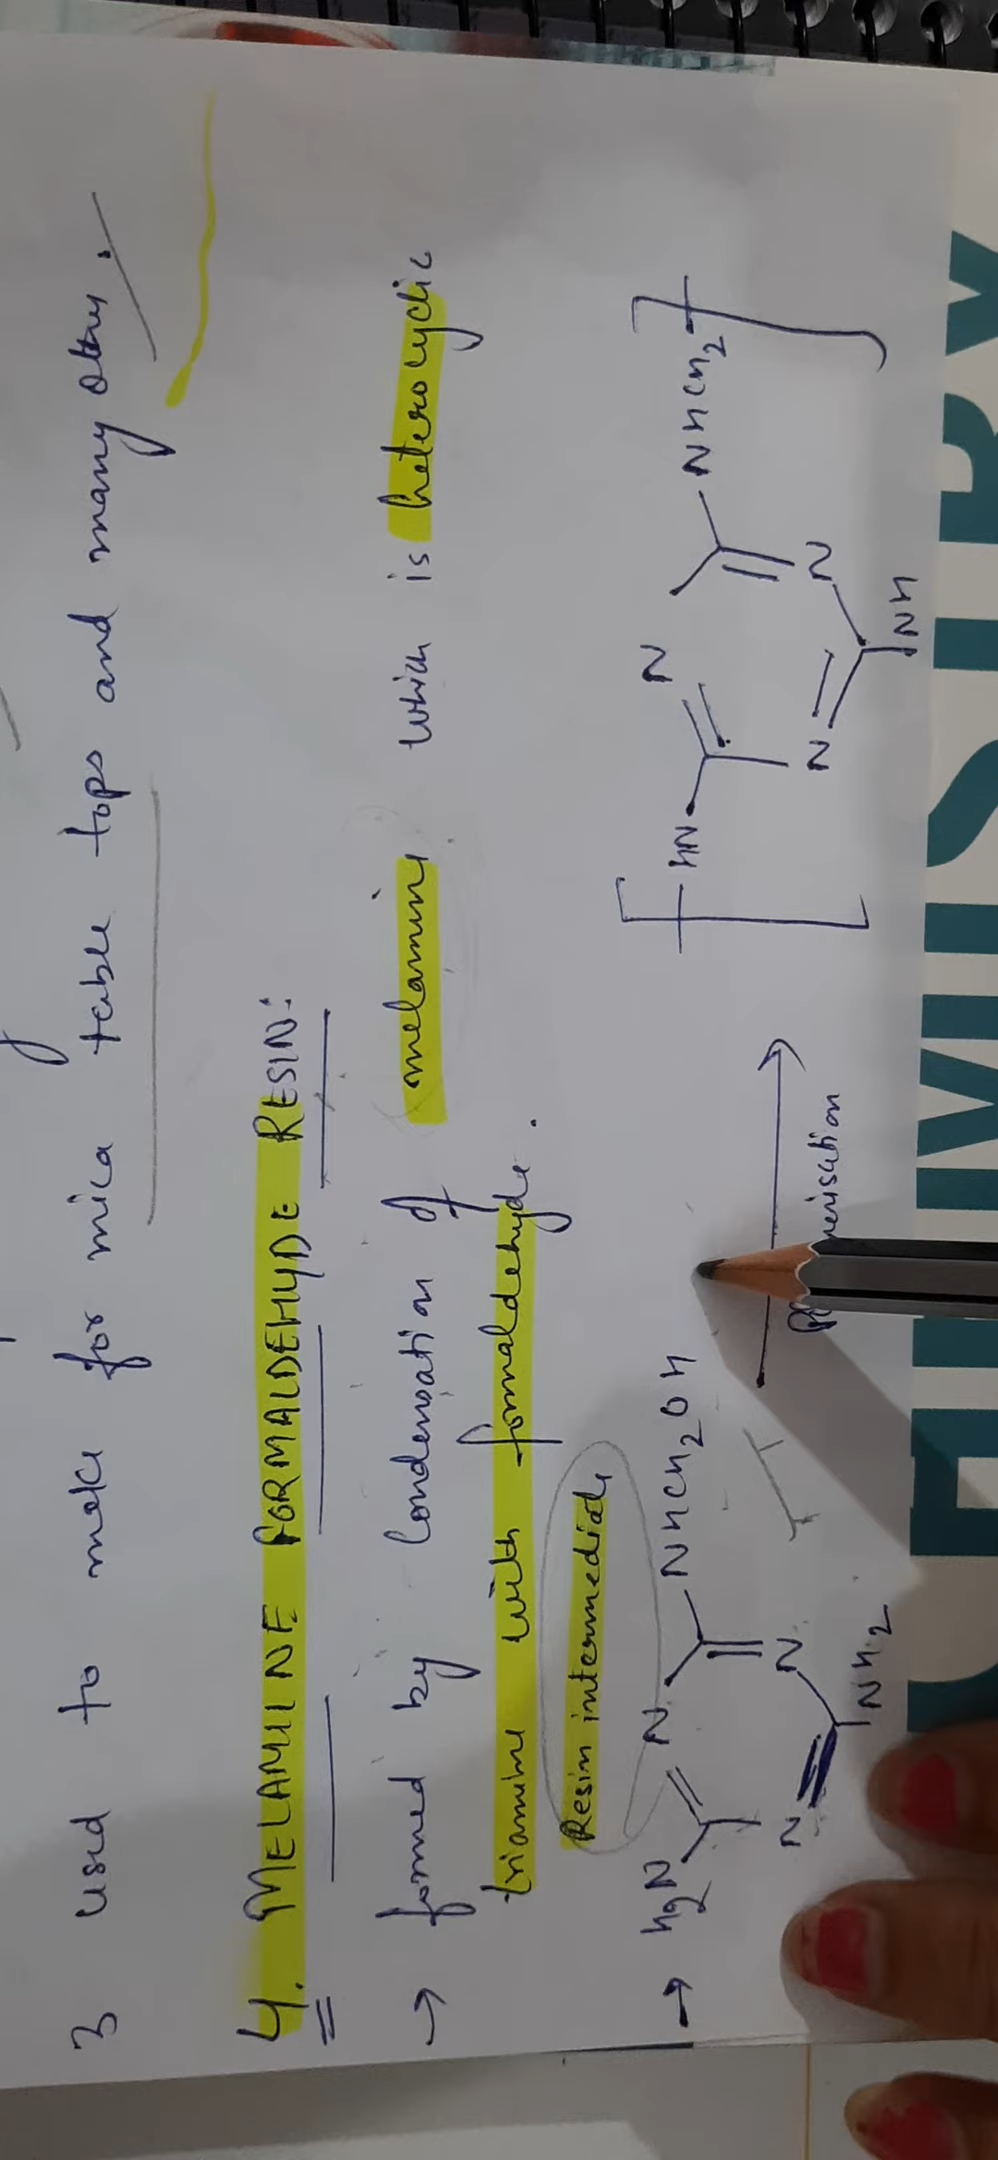 3 used to make for mica table tops and many other.
4. MELAMINE FORMALDEHYDE RESIN:
→ formed by Condensation of melamine which is heterocyclic
triamine with formaldehyde.
Resin intermediate
→ H2N N NHCH2OH
N N
NH2
Polymerisation
HN N NHCH2
N N
NH